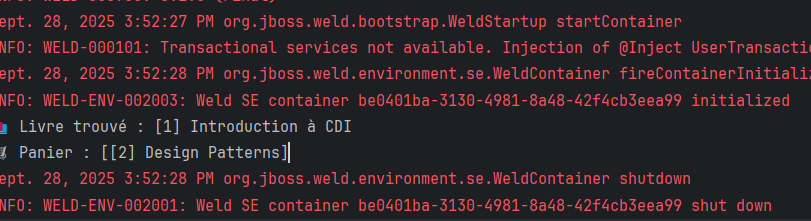 ept. 28, 2025 3:52:27 PM org.jboss.weld.bootstrap.WeldStartup startContainer
NFO: WELD-000101: Transactional services not available. Injection of @Inject UserTransactio
ept. 28, 2025 3:52:28 PM org.jboss.weld.environment.se.WeldContainer fireContainerInitializ
NFO: WELD-ENV-002003: Weld SE container be0401ba-3130-4981-8a48-42f4cb3eea99 initialized
Livre trouvé : [1] Introduction à CDI
Panier : [[2] Design Patterns]
ept. 28, 2025 3:52:28 PM org.jboss.weld.environment.se.WeldContainer shutdown
NFO: WELD-ENV-002001: Weld SE container be0401ba-3130-4981-8a48-42f4cb3eea99 shut down